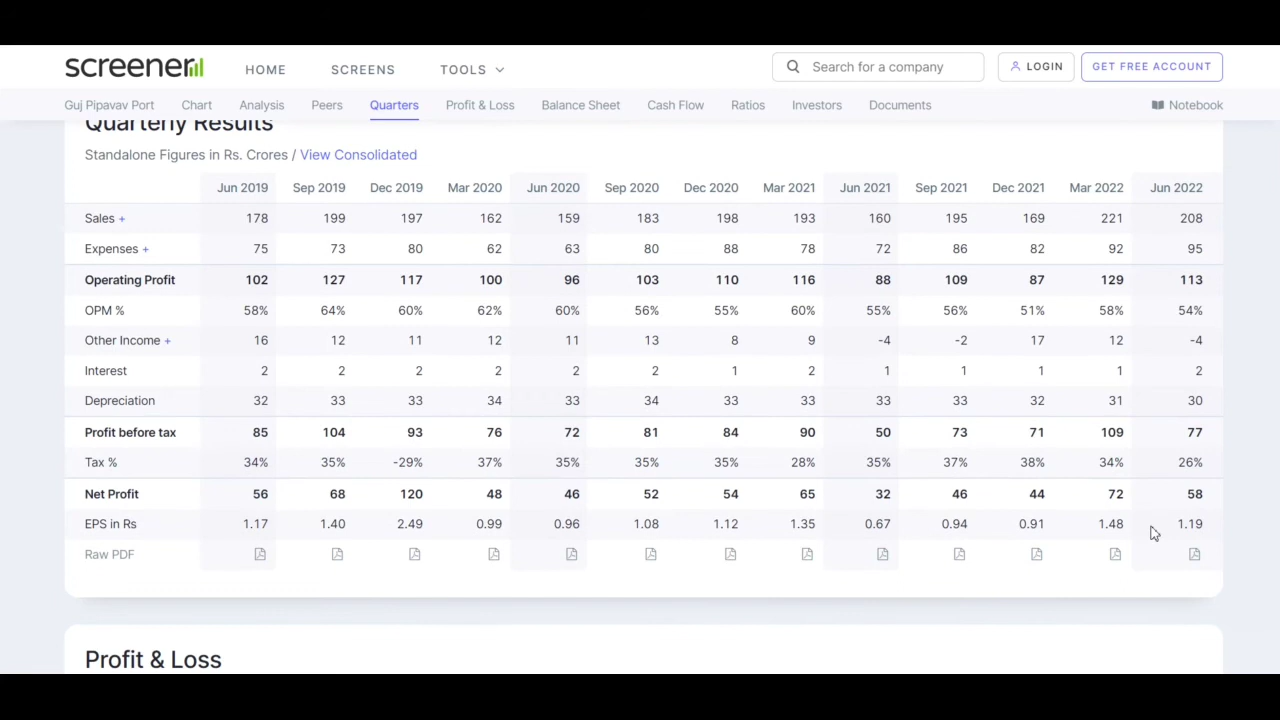 screener HOME SCREENS TOOLS Search for a company LOGIN GET FREE ACCOUNT
Guj Pipavav Port Chart Analysis Peers Quarters Profit & Loss Balance Sheet Cash Flow Ratios Investors Documents Notebook
Quarterly Results
Standalone Figures in Rs. Crores / View Consolidated
Jun 2019 Sep 2019 Dec 2019 Mar 2020 Jun 2020 Sep 2020 Dec 2020 Mar 2021 Jun 2021 Sep 2021 Dec 2021 Mar 2022 Jun 2022
Sales + 178 199 197 162 159 183 198 193 160 195 169 221 208
Expenses + 75 73 80 62 63 80 88 78 72 86 82 92 95
Operating Profit 102 127 117 100 96 103 110 116 88 109 87 129 113
OPM % 58% 64% 60% 62% 60% 56% 55% 60% 55% 56% 51% 58% 54%
Other Income + 16 12 11 12 11 13 8 9 -4 -2 17 12 -4
Interest 2 2 2 2 2 2 1 2 1 1 1 1 2
Depreciation 32 33 33 34 33 34 33 33 33 33 32 31 30
Profit before tax 85 104 93 76 72 81 84 90 50 73 71 109 77
Tax % 34% 35% -29% 37% 35% 35% 35% 28% 35% 37% 38% 34% 26%
Net Profit 56 68 120 48 46 52 54 65 32 46 44 72 58
EPS in Rs 1.17 1.40 2.49 0.99 0.96 1.08 1.12 1.35 0.67 0.94 0.91 1.48 1.19
Raw PDF
Profit & Loss